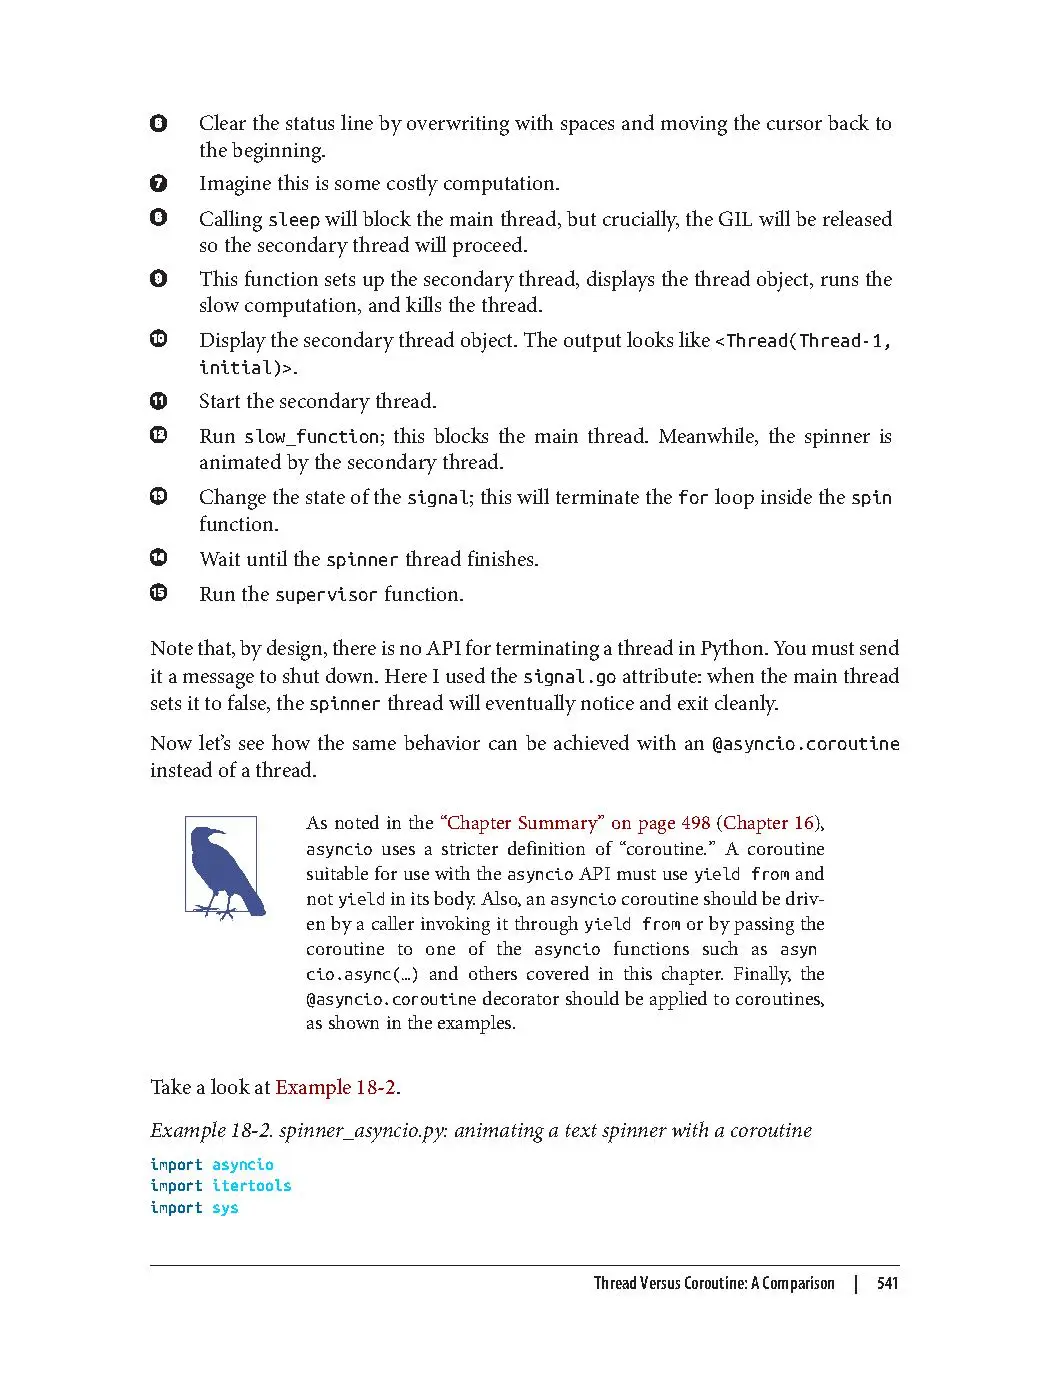 6 Clear the status line by overwriting with spaces and moving the cursor back to
the beginning.
7 Imagine this is some costly computation.
8 Calling sleep will block the main thread, but crucially, the GIL will be released
so the secondary thread will proceed.
9 This function sets up the secondary thread, displays the thread object, runs the
slow computation, and kills the thread.
10 Display the secondary thread object. The output looks like <Thread(Thread-1,
initial)>.
11 Start the secondary thread.
12 Run slow_function; this blocks the main thread. Meanwhile, the spinner is
animated by the secondary thread.
13 Change the state of the signal; this will terminate the for loop inside the spin
function.
14 Wait until the spinner thread finishes.
15 Run the supervisor function.
Note that, by design, there is no API for terminating a thread in Python. You must send
it a message to shut down. Here I used the signal.go attribute: when the main thread
sets it to false, the spinner thread will eventually notice and exit cleanly.
Now let’s see how the same behavior can be achieved with an @asyncio.coroutine
instead of a thread.
As noted in the “Chapter Summary” on page 498 (Chapter 16),
asyncio uses a stricter definition of “coroutine.” A coroutine
suitable for use with the asyncio API must use yield from and
not yield in its body. Also, an asyncio coroutine should be driv‐
en by a caller invoking it through yield from or by passing the
coroutine to one of the asyncio functions such as asyn
cio.async(…) and others covered in this chapter. Finally, the
@asyncio.coroutine decorator should be applied to coroutines,
as shown in the examples.
Take a look at Example 18-2.
Example 18-2. spinner_asyncio.py: animating a text spinner with a coroutine
import asyncio
import itertools
import sys
Thread Versus Coroutine: A Comparison | 541